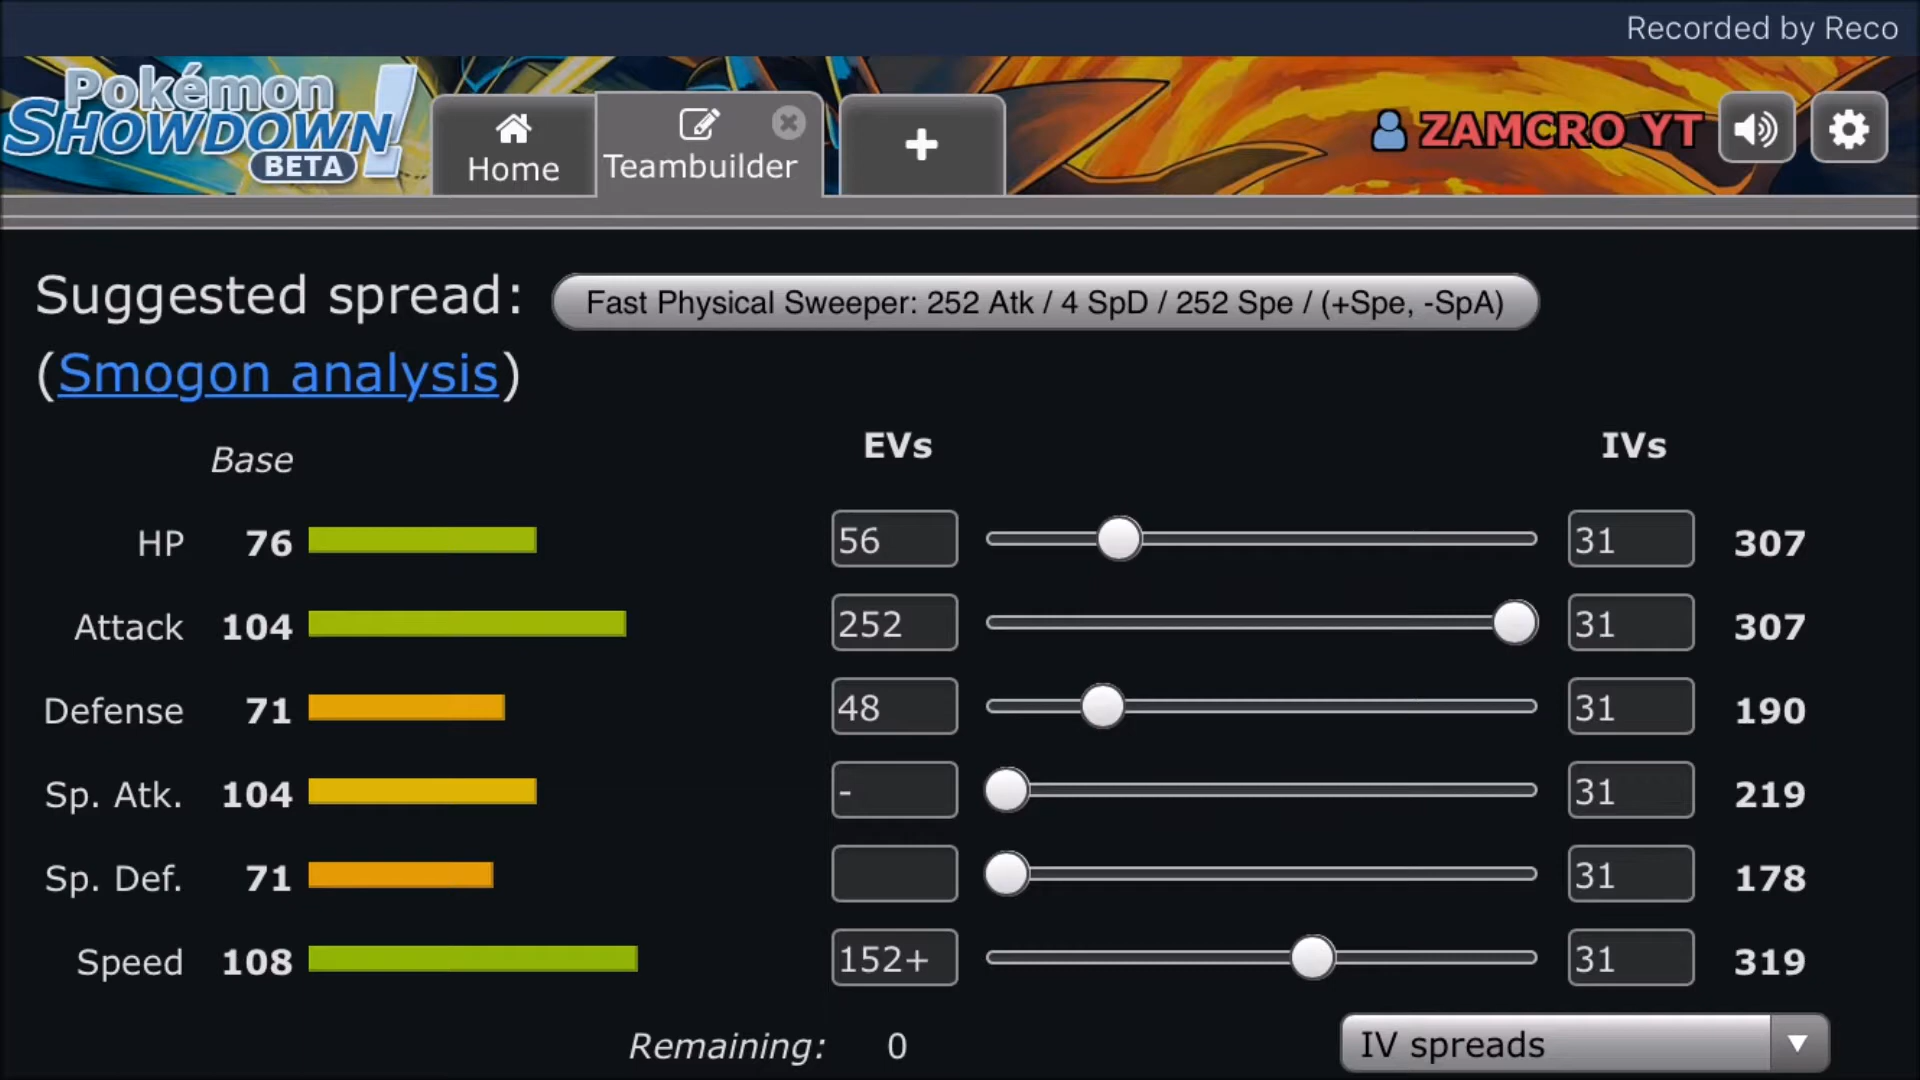 Recorded by Reco
Pokémon
SHOWDOWN!
BETA
Home
Teambuilder
+
ZAMCRO YT
Suggested spread: Fast Physical Sweeper: 252 Atk / 4 SpD / 252 Spe / (+Spe, -SpA)
(Smogon analysis)
Base EVs IVs
HP 76 56 31 307
Attack 104 252 31 307
Defense 71 48 31 190
Sp. Atk. 104 - 31 219
Sp. Def. 71 31 178
Speed 108 152+ 31 319
Remaining: 0 IV spreads